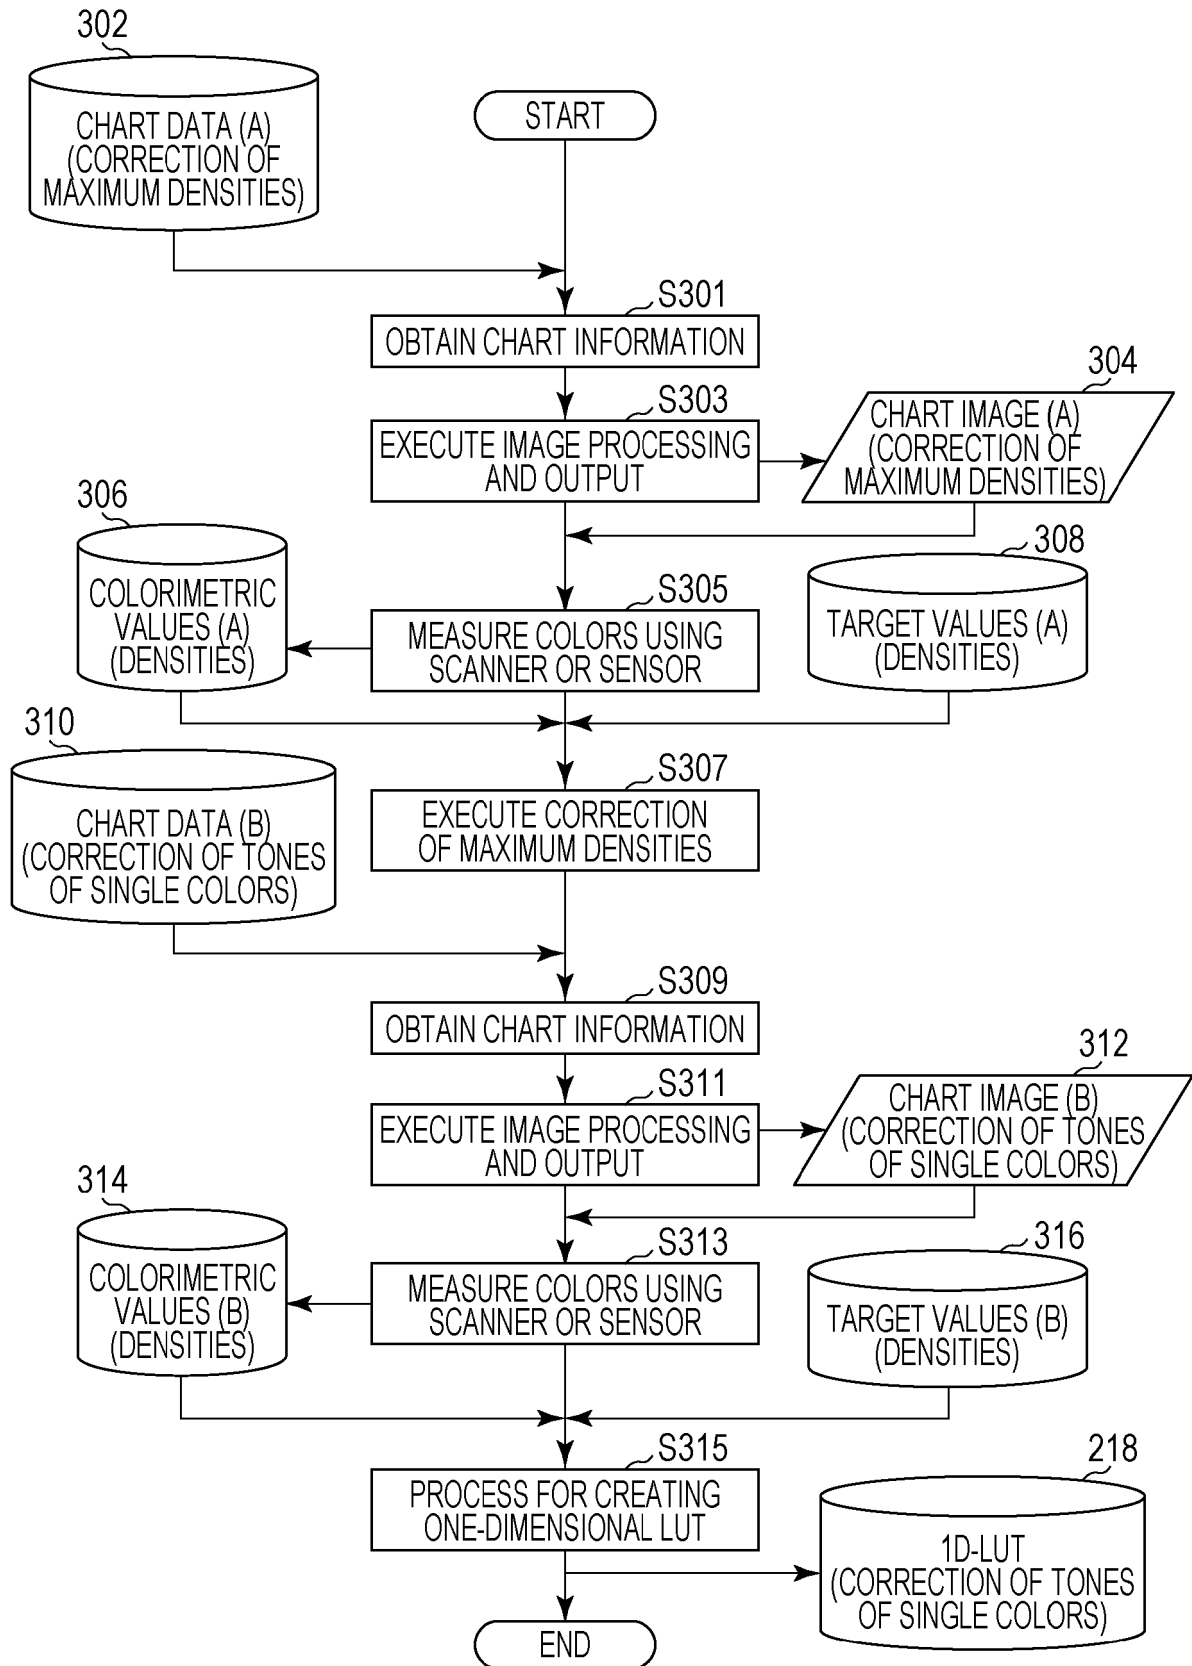 302
CHART DATA (A)
(CORRECTION OF
MAXIMUM DENSITIES)
START
S301
OBTAIN CHART INFORMATION
S303
EXECUTE IMAGE PROCESSING
AND OUTPUT
304
CHART IMAGE (A)
(CORRECTION OF
MAXIMUM DENSITIES)
306
COLORIMETRIC
VALUES (A)
(DENSITIES)
S305
MEASURE COLORS USING
SCANNER OR SENSOR
308
TARGET VALUES (A)
(DENSITIES)
310
CHART DATA (B)
(CORRECTION OF TONES
OF SINGLE COLORS)
S307
EXECUTE CORRECTION
OF MAXIMUM DENSITIES
S309
OBTAIN CHART INFORMATION
S311
EXECUTE IMAGE PROCESSING
AND OUTPUT
312
CHART IMAGE (B)
(CORRECTION OF TONES
OF SINGLE COLORS)
314
COLORIMETRIC
VALUES (B)
(DENSITIES)
S313
MEASURE COLORS USING
SCANNER OR SENSOR
316
TARGET VALUES (B)
(DENSITIES)
S315
PROCESS FOR CREATING
ONE-DIMENSIONAL LUT
218
1D-LUT
(CORRECTION OF TONES
OF SINGLE COLORS)
END